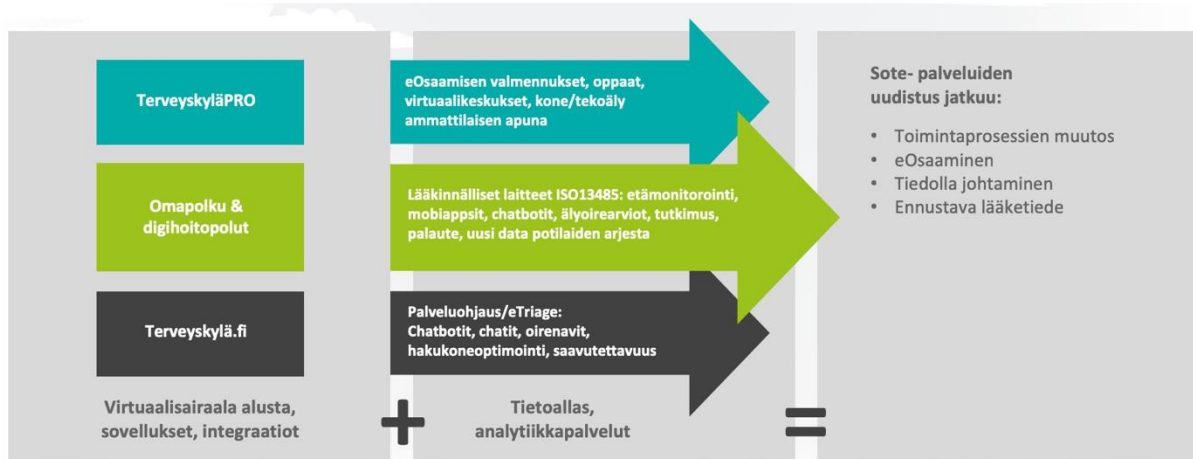 TerveyskyläPRO
eOsaamisen valmennukset, oppaat,
virtuaalikeskukset, kone/tekoäly
ammattilaisen apuna
Omapolku &
digihoitopolut
Lääkinnälliset laitteet ISO13485: etämonitorointi,
mobiappsit, chatbotit, älyoirearviot, tutkimus,
palaute, uusi data potilaiden arjesta
Terveyskylä.fi
Palveluohjaus/eTriage:
Chatbotit, chatit, oirenavit,
hakukoneoptimointi, saavutettavuus
Virtuaalisairaala alusta,
sovellukset, integraatiot
+
Tietoallas,
analytiikkapalvelut
=
Sote- palveluiden
uudistus jatkuu:
• Toimintaprosessien muutos
• eOsaaminen
• Tiedolla johtaminen
• Ennustava lääketiede